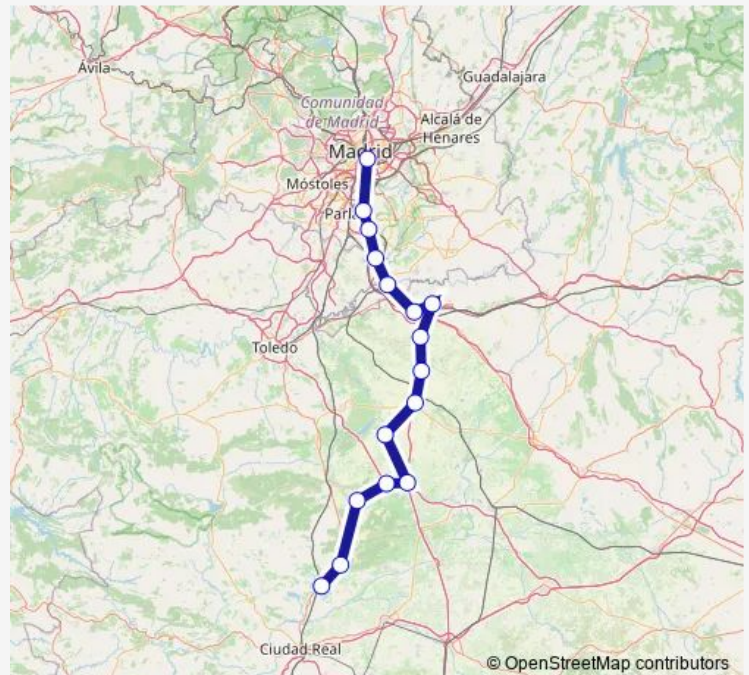 Ávila
Guadalajara
Comunidad
de Madrid
Alcalá de
Henares
Madrid
Móstoles
Parla
Toledo
Ciudad Real
© OpenStreetMap contributors